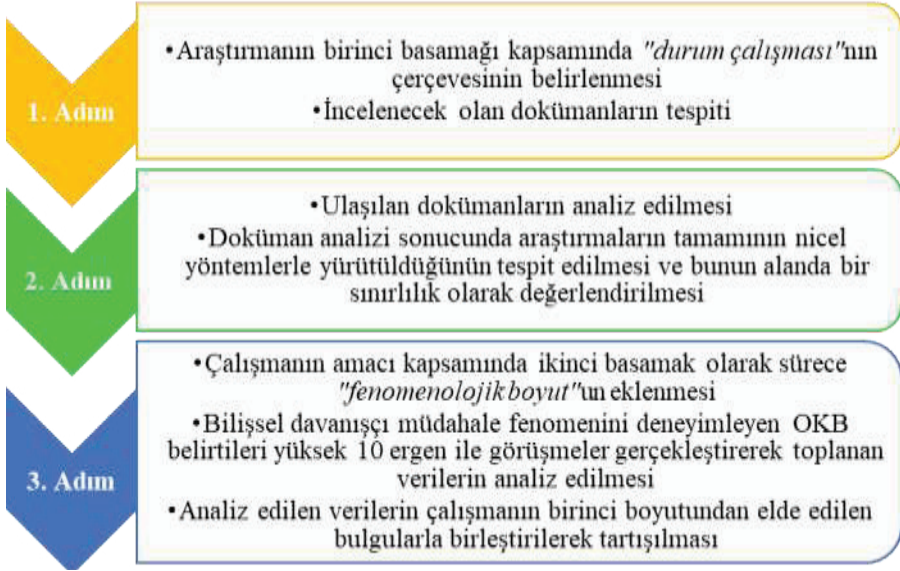 1. Adım
•Araştırmanın birinci basamağı kapsamında "durum çalışması"nın
çerçevesinin belirlenmesi
•İncelenecek olan dokümanların tespiti
2. Adım
•Ulaşılan dokümanların analiz edilmesi
•Doküman analizi sonucunda araştırmaların tamamının nicel
yöntemlerle yürütüldüğünün tespit edilmesi ve bunun alanda bir
sınırlılık olarak değerlendirilmesi
3. Adım
•Çalışmanın amacı kapsamında ikinci basamak olarak sürece
"fenomenolojik boyut"un eklenmesi
•Bilişsel davranışçı müdahale fenomenini deneyimleyen OKB
belirtileri yüksek 10 ergen ile görüşmeler gerçekleştirerek toplanan
verilerin analiz edilmesi
•Analiz edilen verilerin çalışmanın birinci boyutundan elde edilen
bulgularla birleştirilerek tartışılması